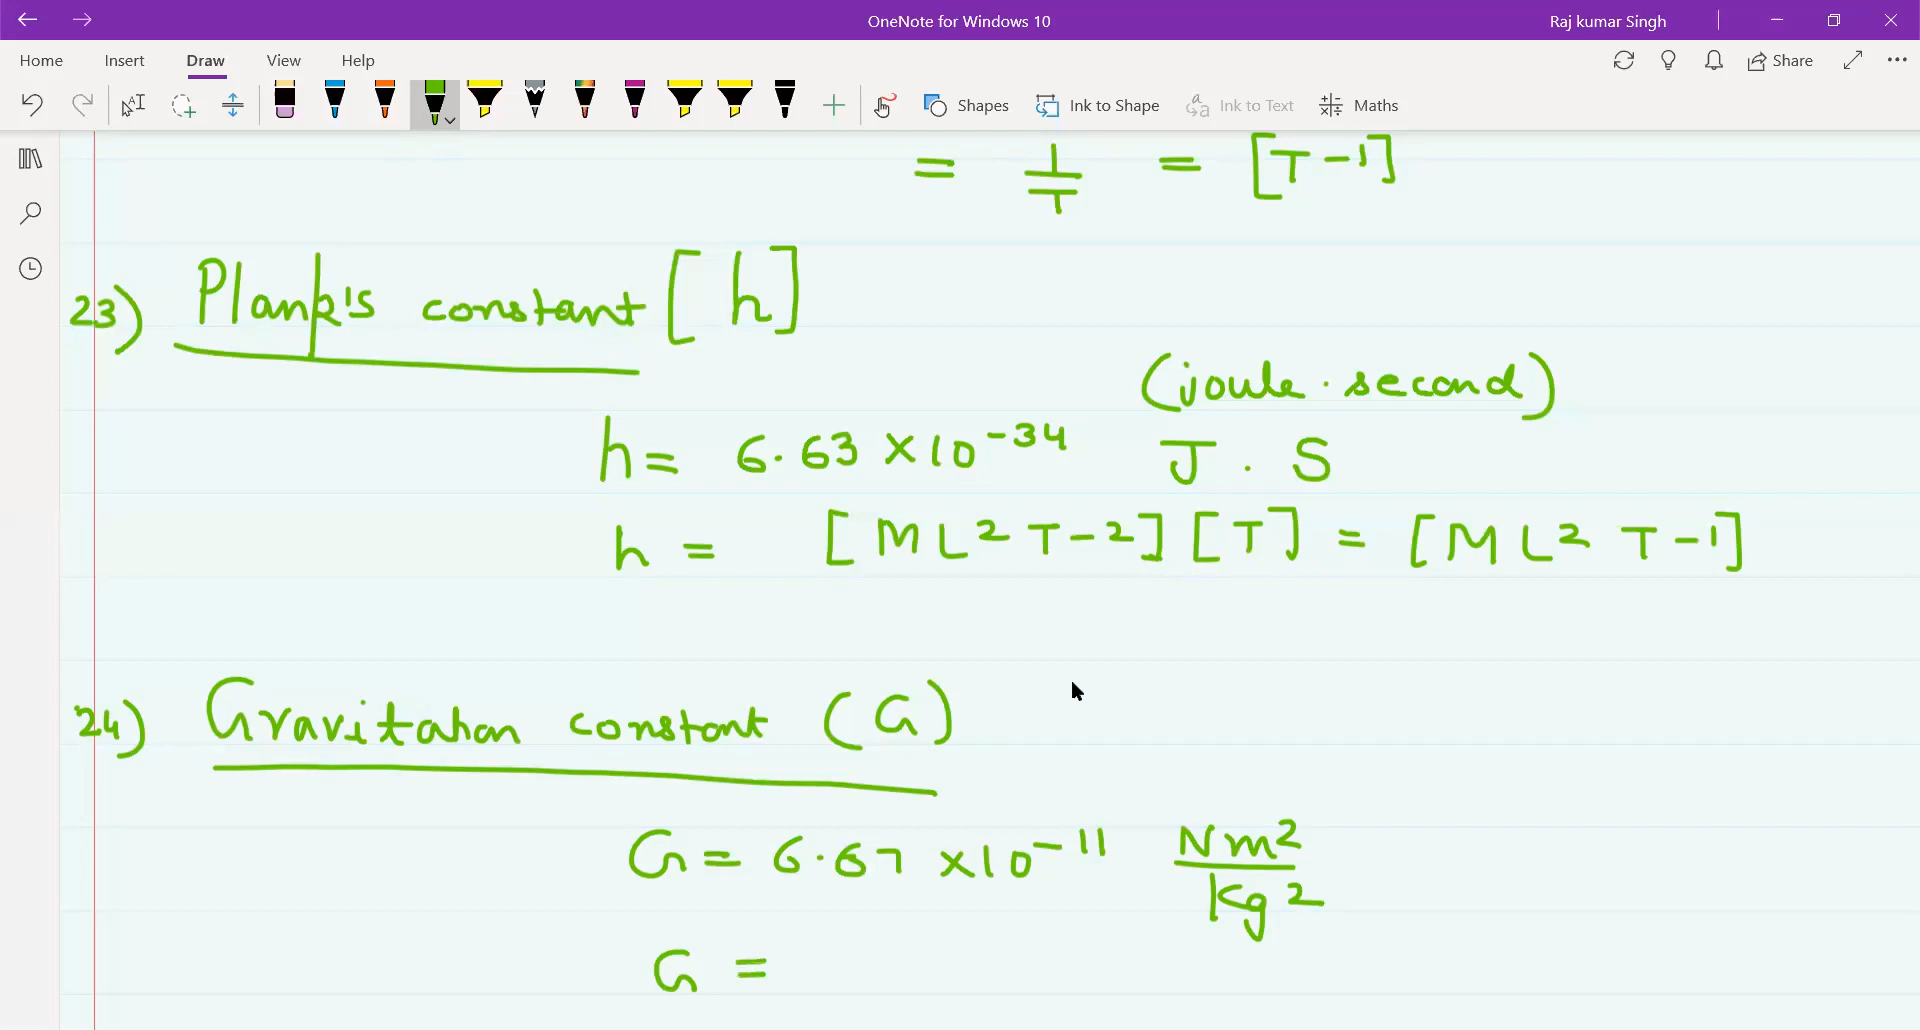 OneNote for Windows 10
Raj kumar Singh
Home Insert Draw View Help
Share
Shapes Ink to Shape Ink to Text Maths
= 1/T = [T-1]
23) Plank's constant [h]
(joule.second)
h= 6.63 ×10⁻³⁴ J . S
h = [ML² T-2] [T] = [ML² T-1]
24) Gravitation constant (G)
G = 6.67 ×10⁻¹¹ Nm²/Kg²
G =